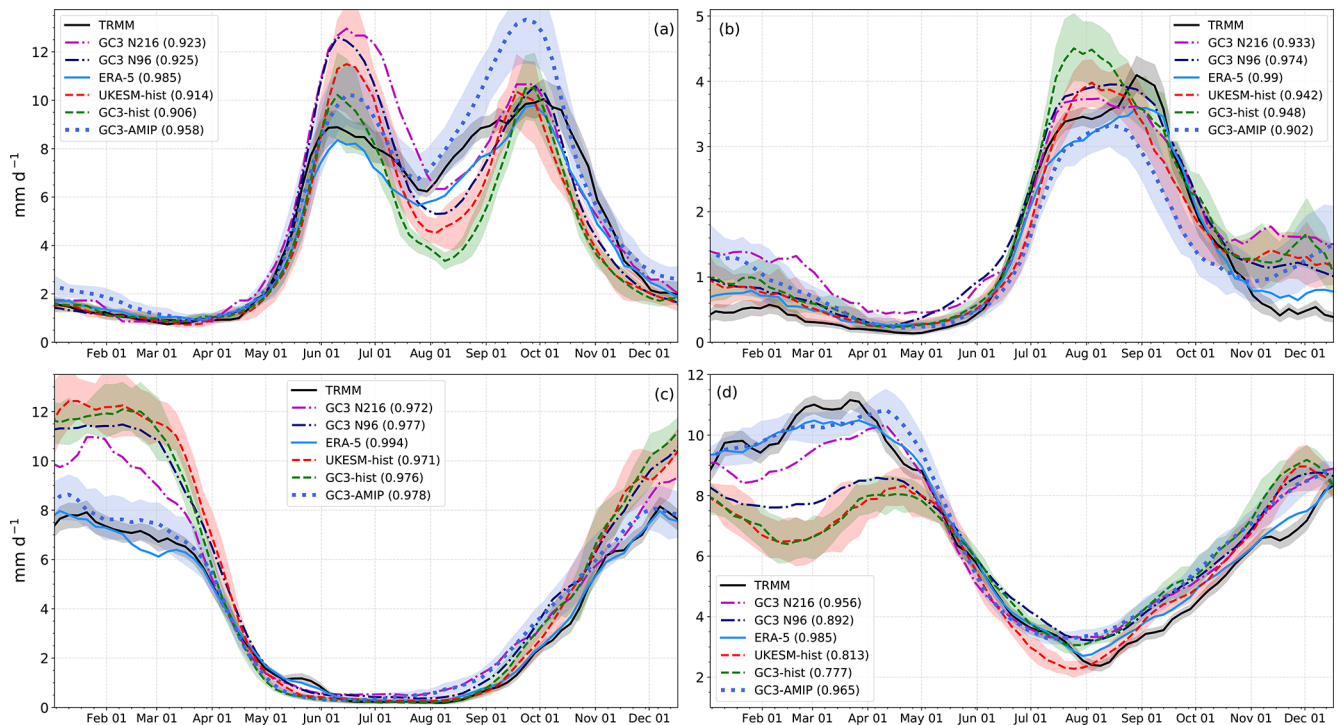 (a)
TRMM
GC3 N216 (0.923)
GC3 N96 (0.925)
ERA-5 (0.985)
UKESM-hist (0.914)
GC3-hist (0.906)
GC3-AMIP (0.958)
mm d⁻¹
12
10
8
6
4
2
0
Feb 01 Mar 01 Apr 01 May 01 Jun 01 Jul 01 Aug 01 Sep 01 Oct 01 Nov 01 Dec 01
(b)
TRMM
GC3 N216 (0.933)
GC3 N96 (0.974)
ERA-5 (0.99)
UKESM-hist (0.942)
GC3-hist (0.948)
GC3-AMIP (0.902)
5
4
3
2
1
0
Feb 01 Mar 01 Apr 01 May 01 Jun 01 Jul 01 Aug 01 Sep 01 Oct 01 Nov 01 Dec 01
(c)
TRMM
GC3 N216 (0.972)
GC3 N96 (0.977)
ERA-5 (0.994)
UKESM-hist (0.971)
GC3-hist (0.976)
GC3-AMIP (0.978)
mm d⁻¹
12
10
8
6
4
2
0
Feb 01 Mar 01 Apr 01 May 01 Jun 01 Jul 01 Aug 01 Sep 01 Oct 01 Nov 01 Dec 01
(d)
12
10
8
6
4
2
TRMM
GC3 N216 (0.956)
GC3 N96 (0.892)
ERA-5 (0.985)
UKESM-hist (0.813)
GC3-hist (0.777)
GC3-AMIP (0.965)
Feb 01 Mar 01 Apr 01 May 01 Jun 01 Jul 01 Aug 01 Sep 01 Oct 01 Nov 01 Dec 01